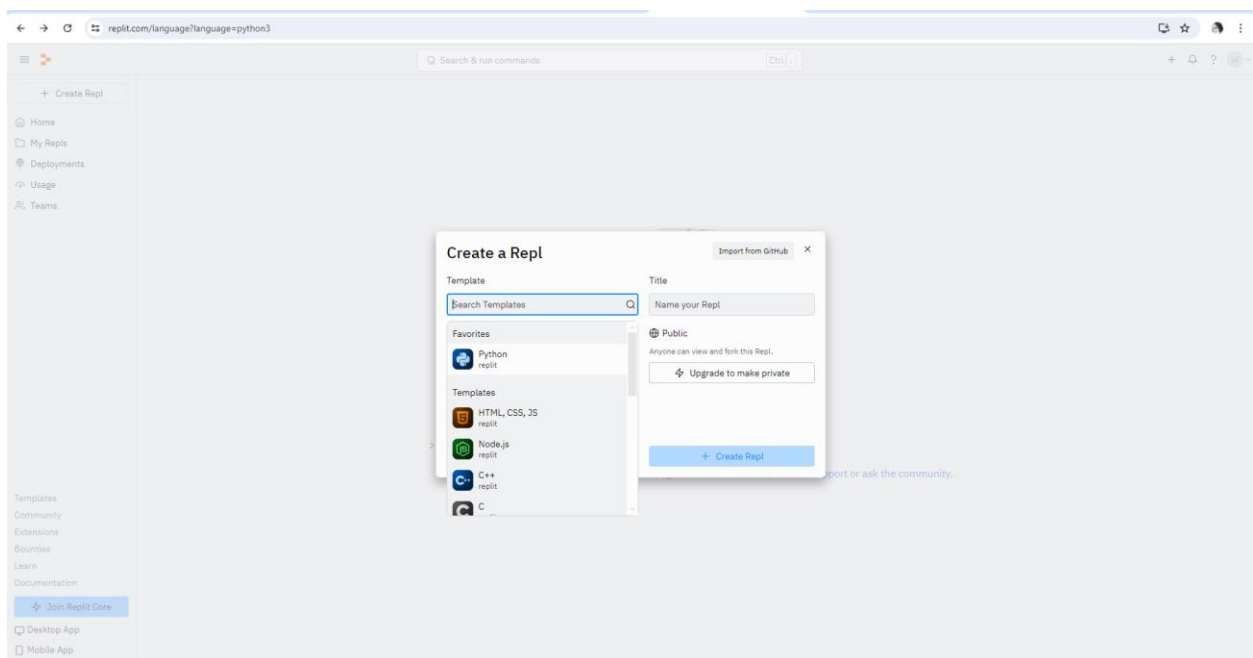 replit.com/language?language=python3
Search & run commands
Ctrl .
+ Create Repl
Home
My Repls
Deployments
Usage
Teams
Create a Repl
Import from GitHub
Template
Title
Search Templates
Name your Repl
Favorites
Python
replit
Public
Anyone can view and fork this Repl.
Upgrade to make private
Templates
HTML, CSS, JS
replit
Node.js
replit
C++
replit
C
+ Create Repl
or ask the community.
Templates
Community
Extensions
Bounties
Learn
Documentation
Join Replit Core
Desktop App
Mobile App